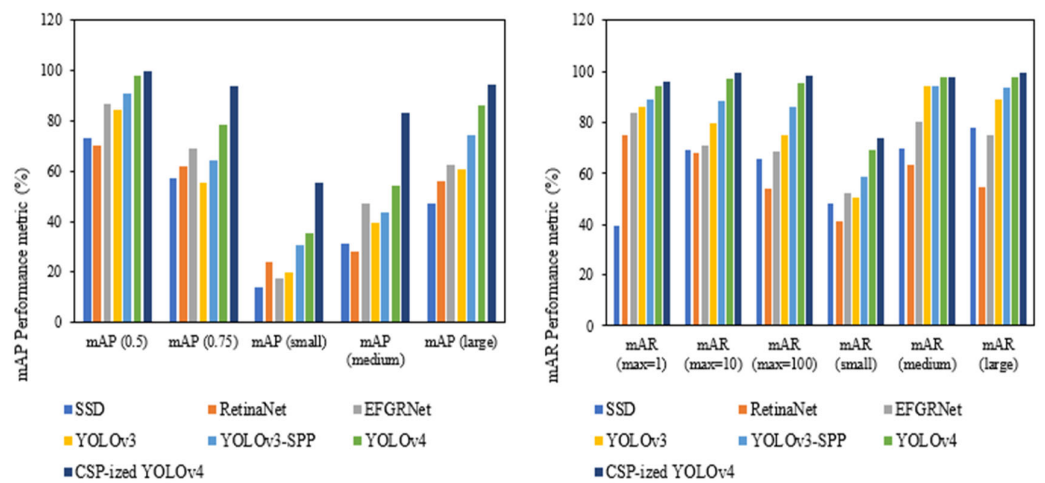 120
100
80
60
40
20
0
mAP Performance metric (%)
mAP (0.5) mAP (0.75) mAP (small) mAP (medium) mAP (large)
SSD RetinaNet EFGRNet
YOLOv3 YOLOv3-SPP YOLOv4
CSP-ized YOLOv4
120
100
80
60
40
20
0
mAR Performance metric (%)
mAR mAR mAR mAR mAR mAR
(max=1) (max=10) (max=100) (small) (medium) (large)
SSD RetinaNet EFGRNet
YOLOv3 YOLOv3-SPP YOLOv4
CSP-ized YOLOv4